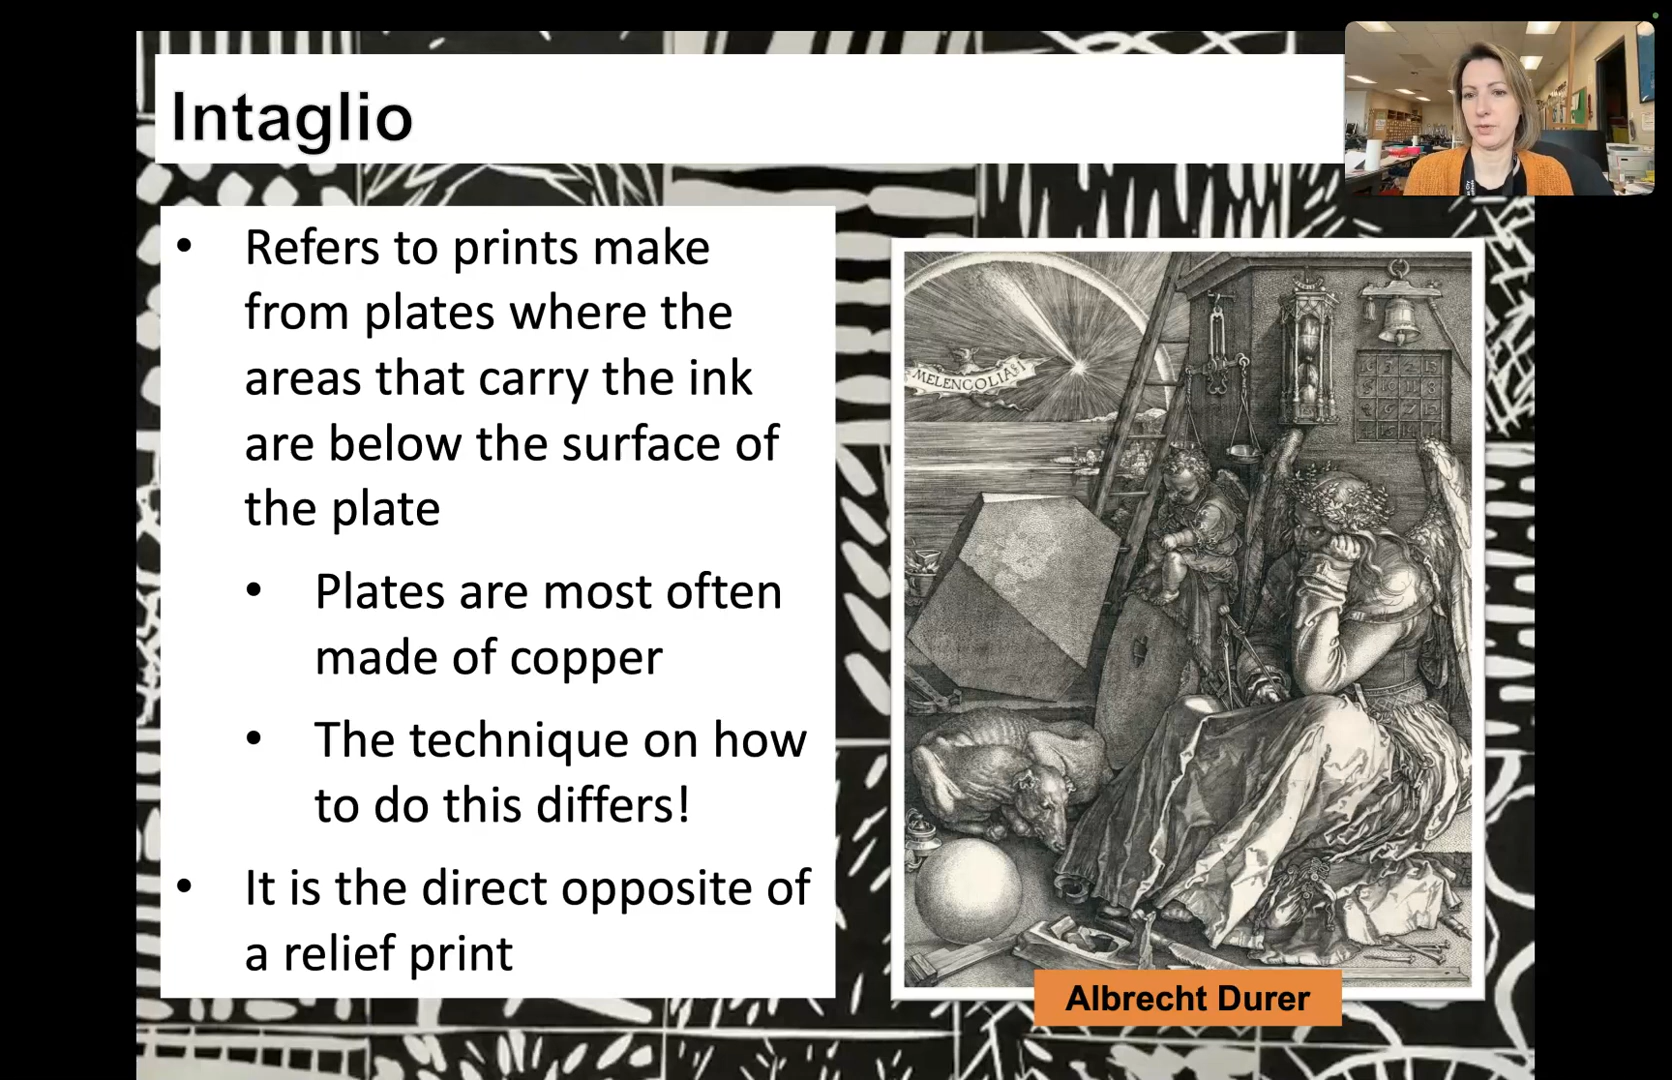 Intaglio
• Refers to prints make
from plates where the
areas that carry the ink
are below the surface of
the plate
• Plates are most often
made of copper
• The technique on how
to do this differs!
• It is the direct opposite of
a relief print
MELENCOLIA§I
Albrecht Durer